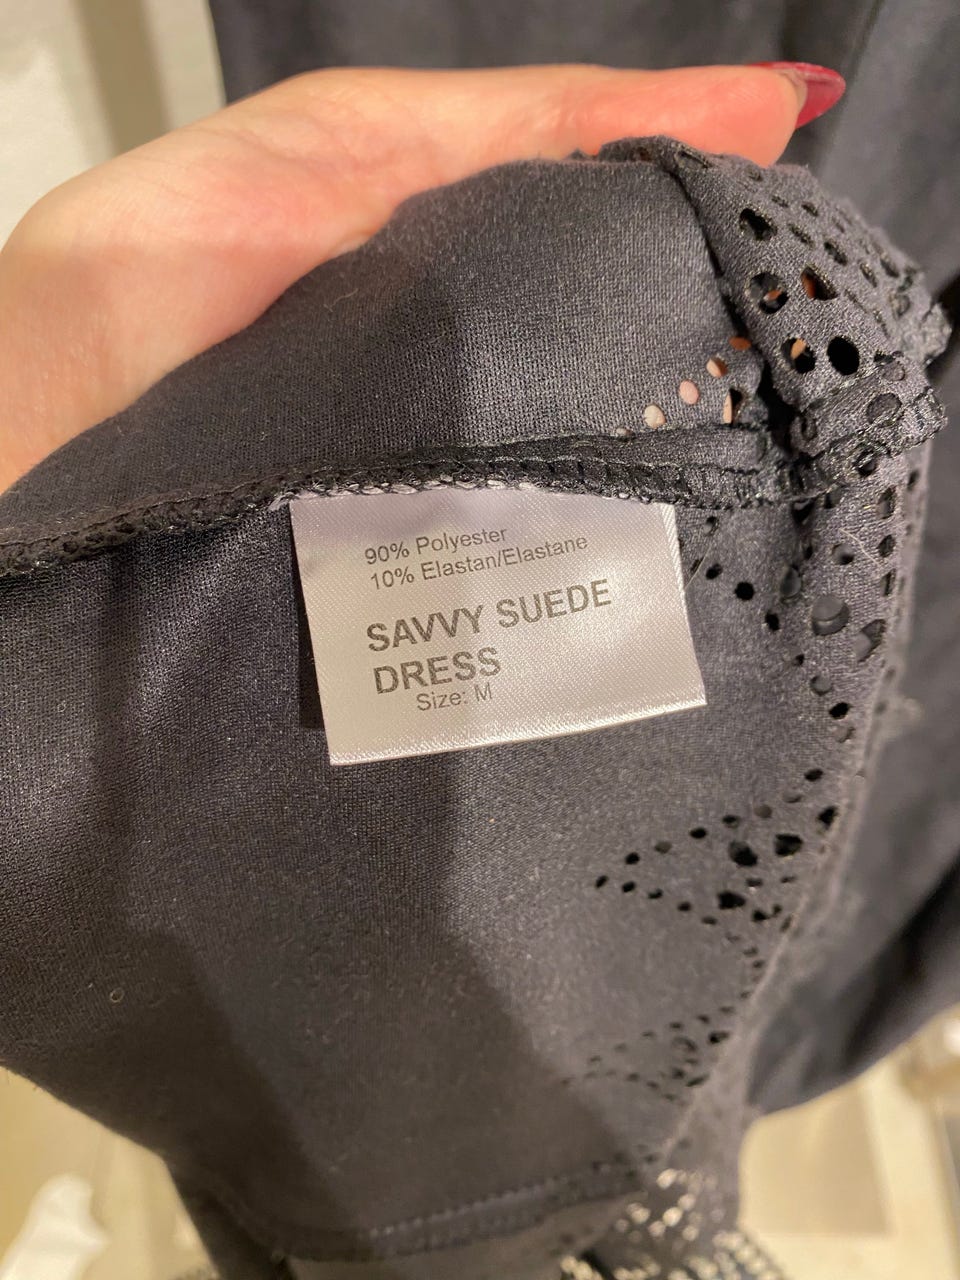 90% Polyester
10% Elastan/Elastane
SAVVY SUEDE
DRESS
Size: M